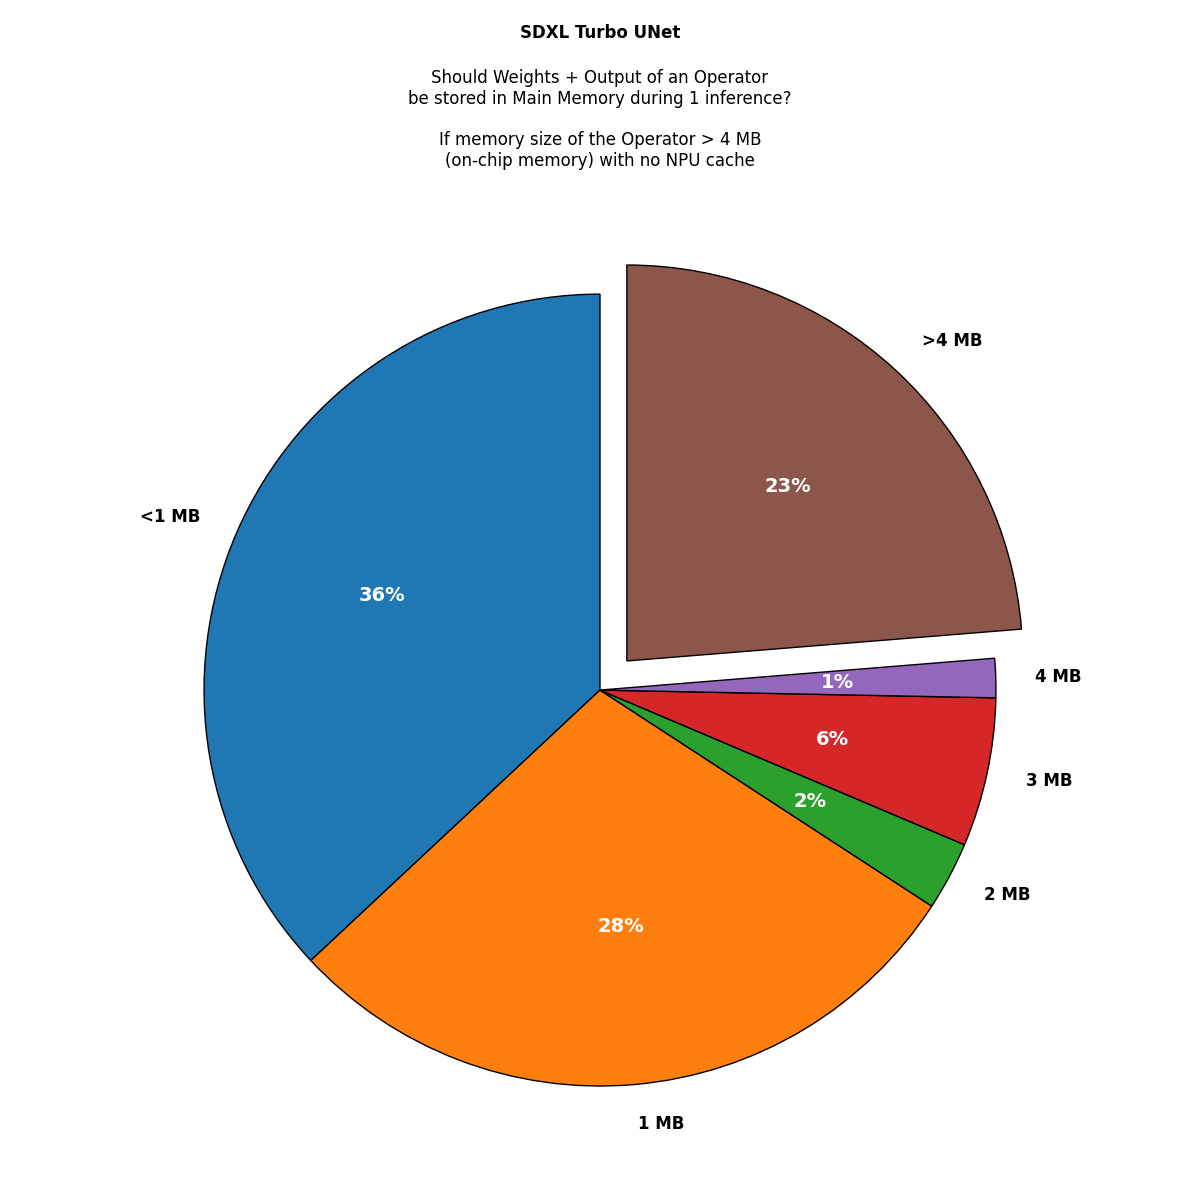 SDXL Turbo UNet
Should Weights + Output of an Operator
be stored in Main Memory during 1 inference?
If memory size of the Operator > 4 MB
(on-chip memory) with no NPU cache
>4 MB
23%
<1 MB
36%
4 MB
1%
6%
3 MB
2%
2 MB
28%
1 MB